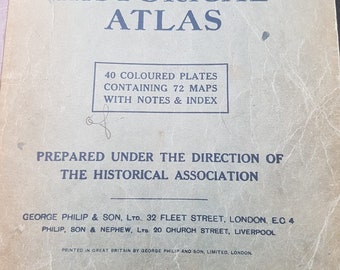 HISTORICAL
ATLAS
40 COLOURED PLATES
CONTAINING 72 MAPS
WITH NOTES & INDEX
PREPARED UNDER THE DIRECTION OF
THE HISTORICAL ASSOCIATION
GEORGE PHILIP & SON, LTD. 32 FLEET STREET, LONDON, E.C 4
PHILIP, SON & NEPHEW, LTD. 20 CHURCH STREET, LIVERPOOL
PRINTED IN GREAT BRITAIN BY GEORGE PHILIP AND SON, LIMITED, LONDON.